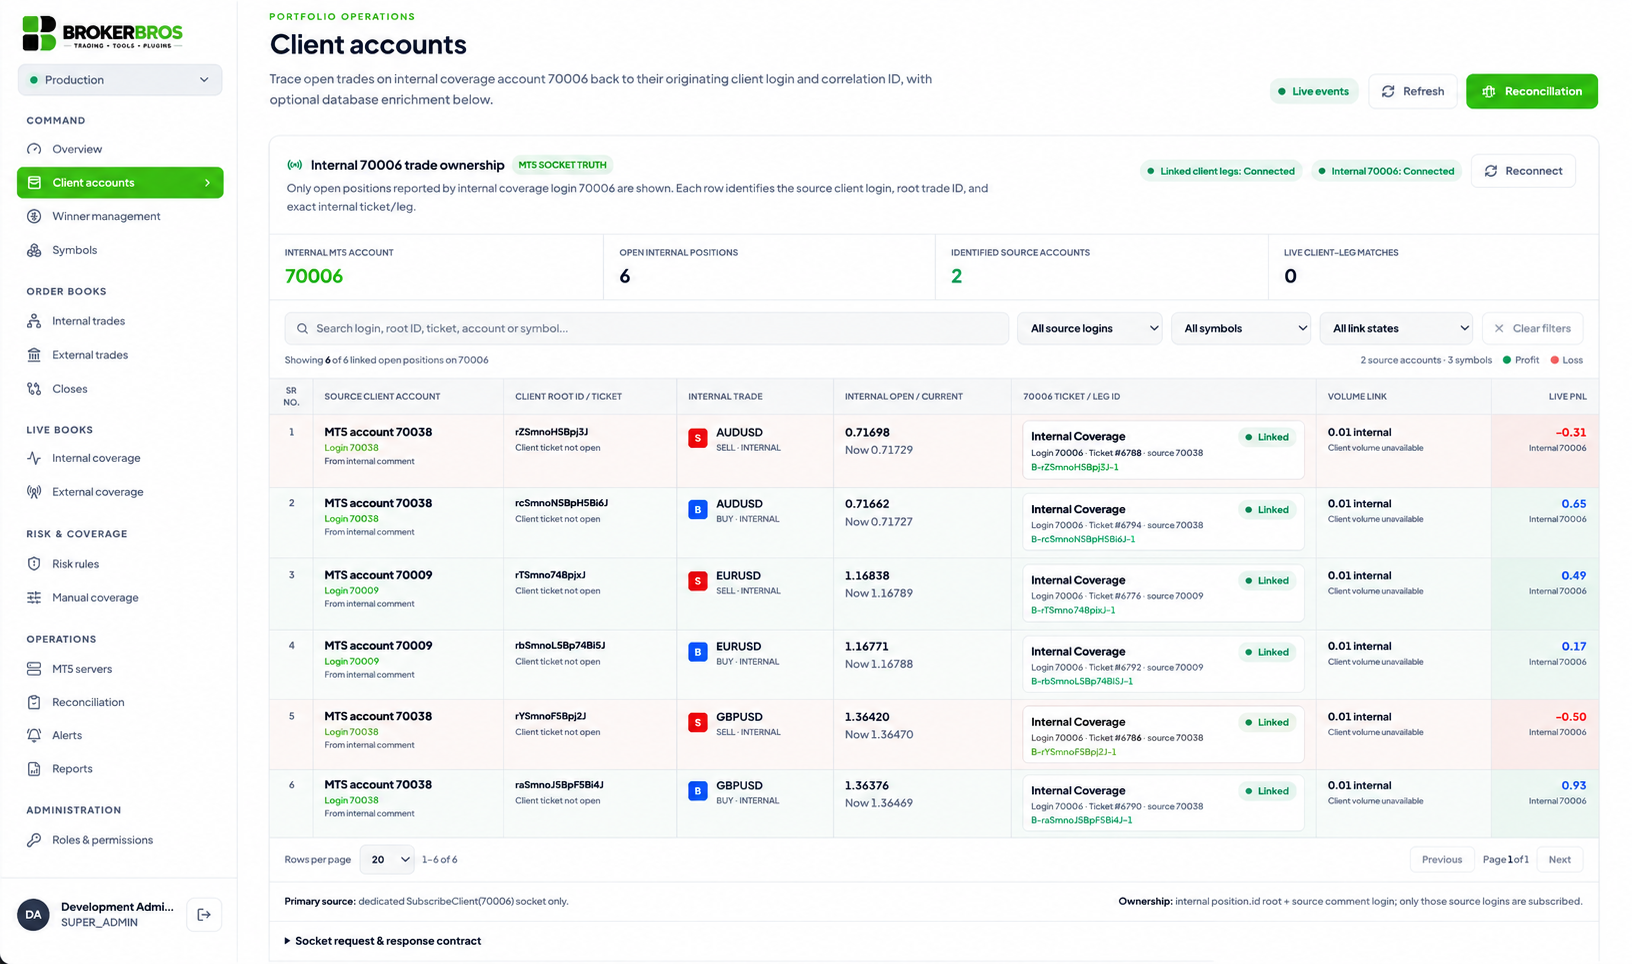 BROKERBROS
TRADING • TOOLS • PLUGINS
Production
COMMAND
Overview
Client accounts
Winner management
Symbols
ORDER BOOKS
Internal trades
External trades
Closes
LIVE BOOKS
Internal coverage
External coverage
RISK & COVERAGE
Risk rules
Manual coverage
OPERATIONS
MT5 servers
Reconciliation
Alerts
Reports
ADMINISTRATION
Roles & permissions
DA
Development Admi...
SUPER_ADMIN
PORTFOLIO OPERATIONS
Client accounts
Trace open trades on internal coverage account 70006 back to their originating client login and correlation ID, with
optional database enrichment below.
Live events
Refresh
Reconciliation
Internal 70006 trade ownership
MT5 SOCKET TRUTH
Only open positions reported by internal coverage login 70006 are shown. Each row identifies the source client login, root trade ID, and
exact internal ticket/leg.
Linked client legs: Connected
Internal 70006: Connected
Reconnect
INTERNAL MT5 ACCOUNT
70006
OPEN INTERNAL POSITIONS
6
IDENTIFIED SOURCE ACCOUNTS
2
LIVE CLIENT-LEG MATCHES
0
Search login, root ID, ticket, account or symbol...
All source logins
All symbols
All link states
Clear filters
Showing 6 of 6 linked open positions on 70006
2 source accounts · 3 symbols
Profit
Loss
SR NO.
SOURCE CLIENT ACCOUNT
CLIENT ROOT ID / TICKET
INTERNAL TRADE
INTERNAL OPEN / CURRENT
70006 TICKET / LEG ID
VOLUME LINK
LIVE PNL
1
MT5 account 70038
Login 70038
From internal comment
rZSmnoH5Bpj3J
Client ticket not open
S
AUDUSD
SELL · INTERNAL
0.71698
Now 0.71729
Internal Coverage
Linked
Login 70006 · Ticket #6788 · source 70038
B-rZSmnoH5Bpj3J-1
0.01 internal
Client volume unavailable
-0.31
Internal 70006
2
MT5 account 70038
Login 70038
From internal comment
rcSmnoN5BpH5Bi6J
Client ticket not open
B
AUDUSD
BUY · INTERNAL
0.71662
Now 0.71727
Internal Coverage
Linked
Login 70006 · Ticket #6794 · source 70038
B-rcSmnoN5BpH5Bi6J-1
0.01 internal
Client volume unavailable
0.65
Internal 70006
3
MT5 account 70009
Login 70009
From internal comment
rTSmno74BpjxJ
Client ticket not open
S
EURUSD
SELL · INTERNAL
1.16838
Now 1.16789
Internal Coverage
Linked
Login 70006 · Ticket #6776 · source 70009
B-rTSmno74BpjxJ-1
0.01 internal
Client volume unavailable
0.49
Internal 70006
4
MT5 account 70009
Login 70009
From internal comment
rbSmnoL5Bp74Bi5J
Client ticket not open
B
EURUSD
BUY · INTERNAL
1.16771
Now 1.16788
Internal Coverage
Linked
Login 70006 · Ticket #6792 · source 70009
B-rbSmnoL5Bp74Bi5J-1
0.01 internal
Client volume unavailable
0.17
Internal 70006
5
MT5 account 70038
Login 70038
From internal comment
rYSmnoF5Bpj2J
Client ticket not open
S
GBPUSD
SELL · INTERNAL
1.36420
Now 1.36470
Internal Coverage
Linked
Login 70006 · Ticket #6786 · source 70038
B-rYSmnoF5Bpj2J-1
0.01 internal
Client volume unavailable
-0.50
Internal 70006
6
MT5 account 70038
Login 70038
From internal comment
raSmnoJ5BpF5Bi4J
Client ticket not open
B
GBPUSD
BUY · INTERNAL
1.36376
Now 1.36469
Internal Coverage
Linked
Login 70006 · Ticket #6790 · source 70038
B-raSmnoJ5BpF5Bi4J-1
0.01 internal
Client volume unavailable
0.93
Internal 70006
Rows per page
20
1-6 of 6
Previous
Page 1 of 1
Next
Primary source: dedicated SubscribeClient(70006) socket only.
Ownership: internal position.id root + source comment login; only those source logins are subscribed.
Socket request & response contract